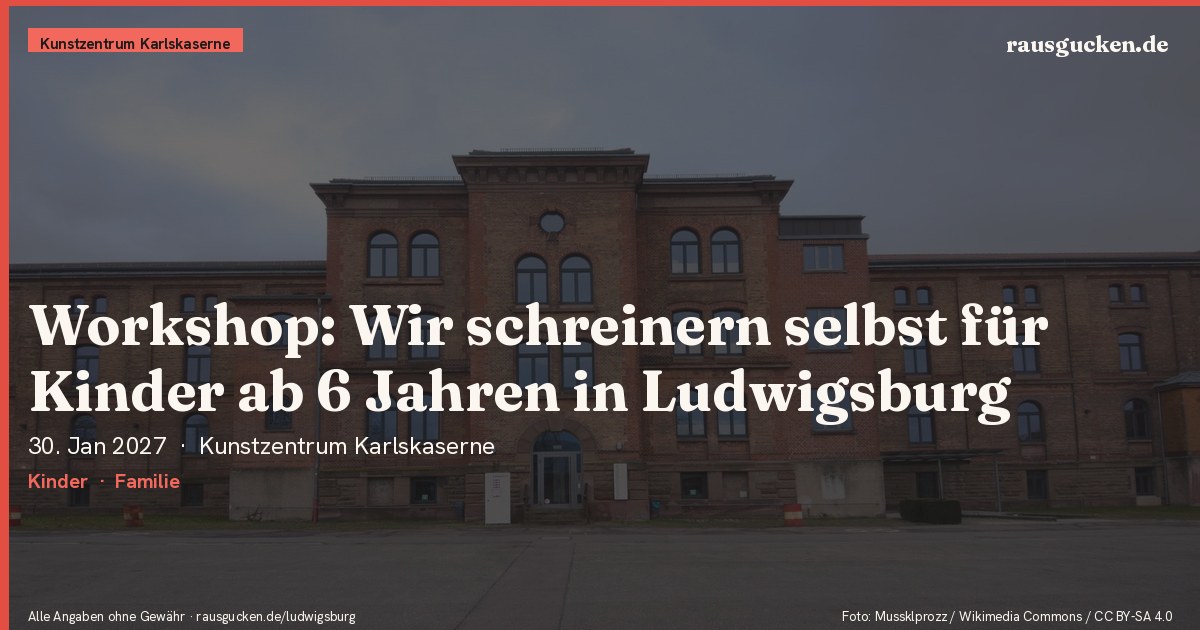 Kunstzentrum Karlskaserne
rausgucken.de
Workshop: Wir schreinern selbst für
Kinder ab 6 Jahren in Ludwigsburg
30. Jan 2027 · Kunstzentrum Karlskaserne
Kinder · Familie
Alle Angaben ohne Gewähr · rausgucken.de/ludwigsburg
Foto: Mussklprozz / Wikimedia Commons / CC BY-SA 4.0